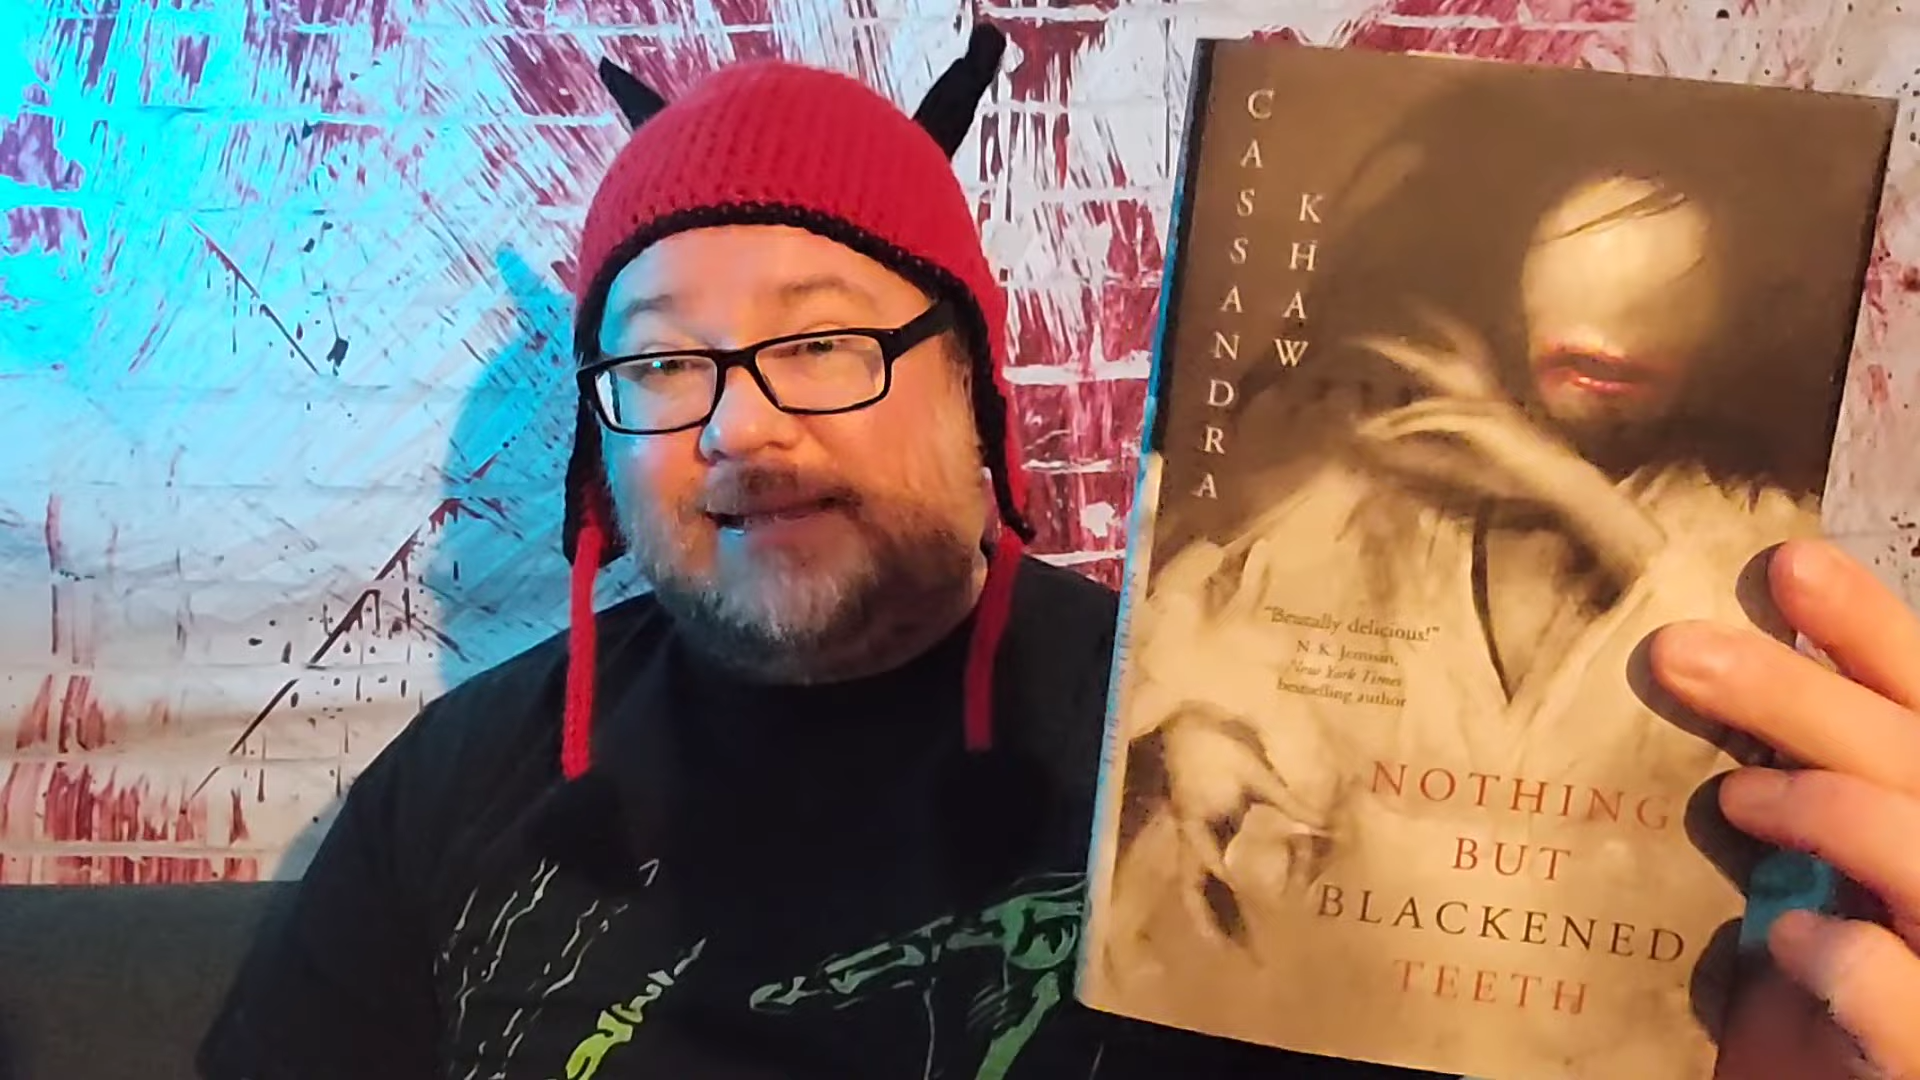 CASSANDRA
KHAW
"Brutally delicious!"
N. K. Jemisin,
New York Times
bestselling author
NOTHING
BUT
BLACKENED
TEETH